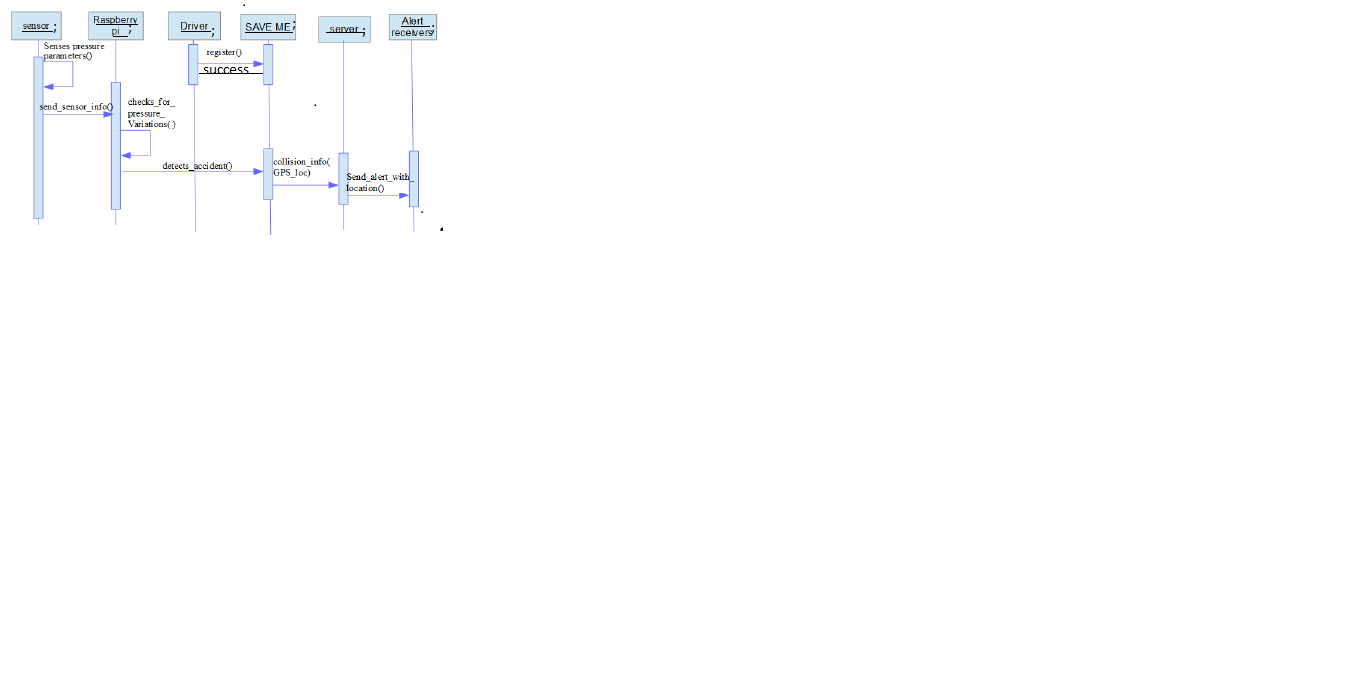 sensor ;
Raspberry
pi ;
Driver ;
SAVE ME ;
server ;
Alert
receivers ;
Senses pressure
parameters()
register()
success
send_sensor_info()
checks_for_
pressure_
Variations( )
detects_accident()
collision_info(
GPS_loc)
Send_alert_with_
location()